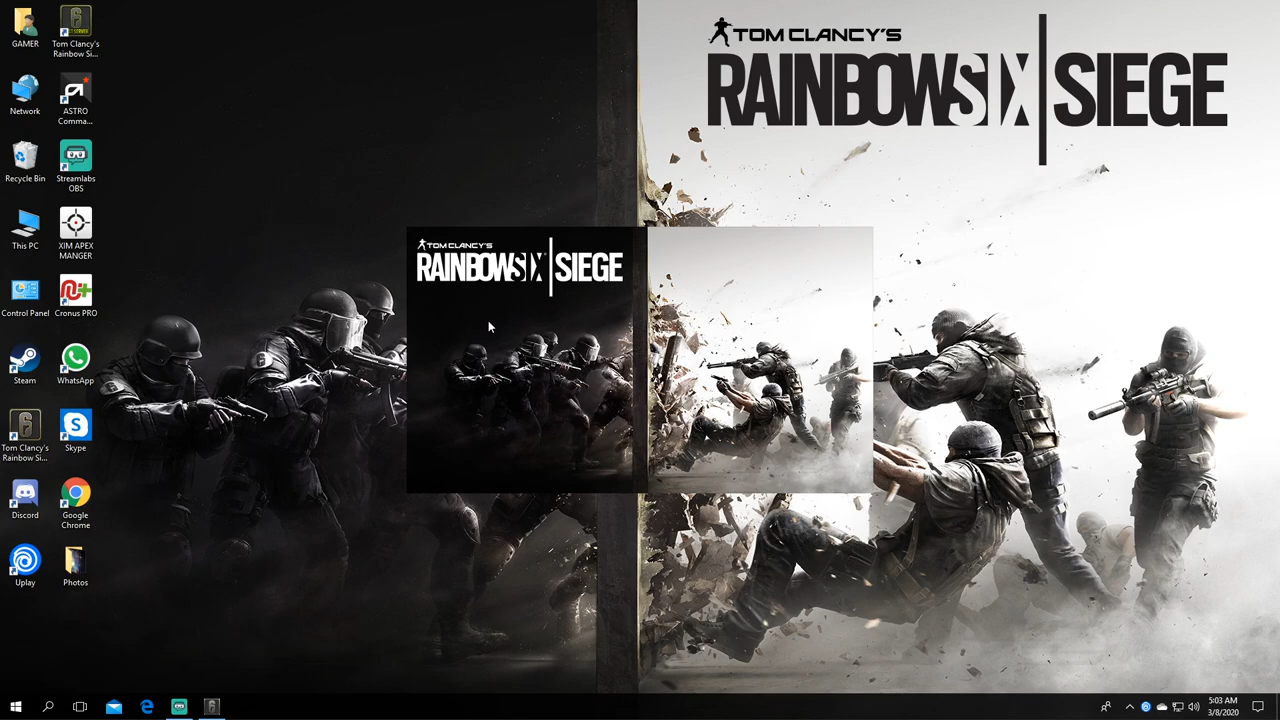 GAMER
Tom Clancy's
Rainbow Si...
Network
ASTRO
Comma...
Recycle Bin
Streamlabs
OBS
This PC
XIM APEX
MANGER
Control Panel
Cronus PRO
Steam
WhatsApp
Tom Clancy's
Rainbow Si...
Skype
Discord
Google
Chrome
Uplay
Photos
TOM CLANCY'S
RAINBOWSIX SIEGE
TOM CLANCY'S
RAINBOWSIX SIEGE
5:03 AM
3/8/2020